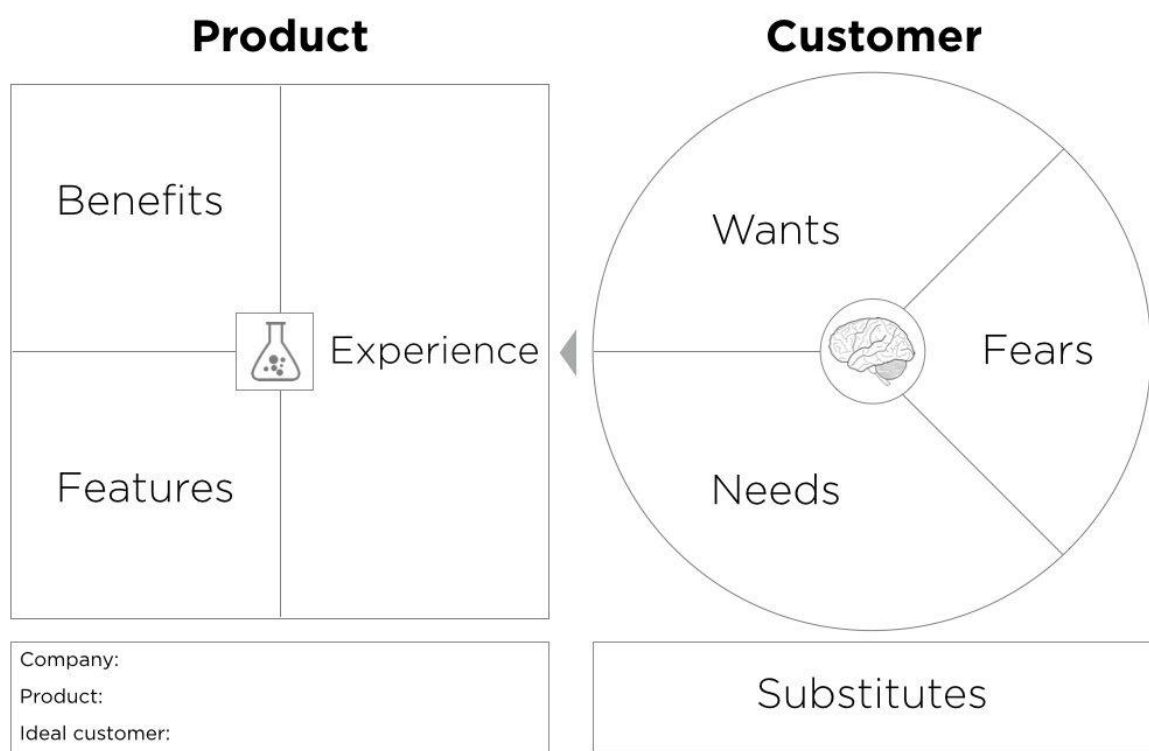 Product
Customer
Benefits
Experience
Features
Wants
Fears
Needs
Company:
Product:
Ideal customer:
Substitutes